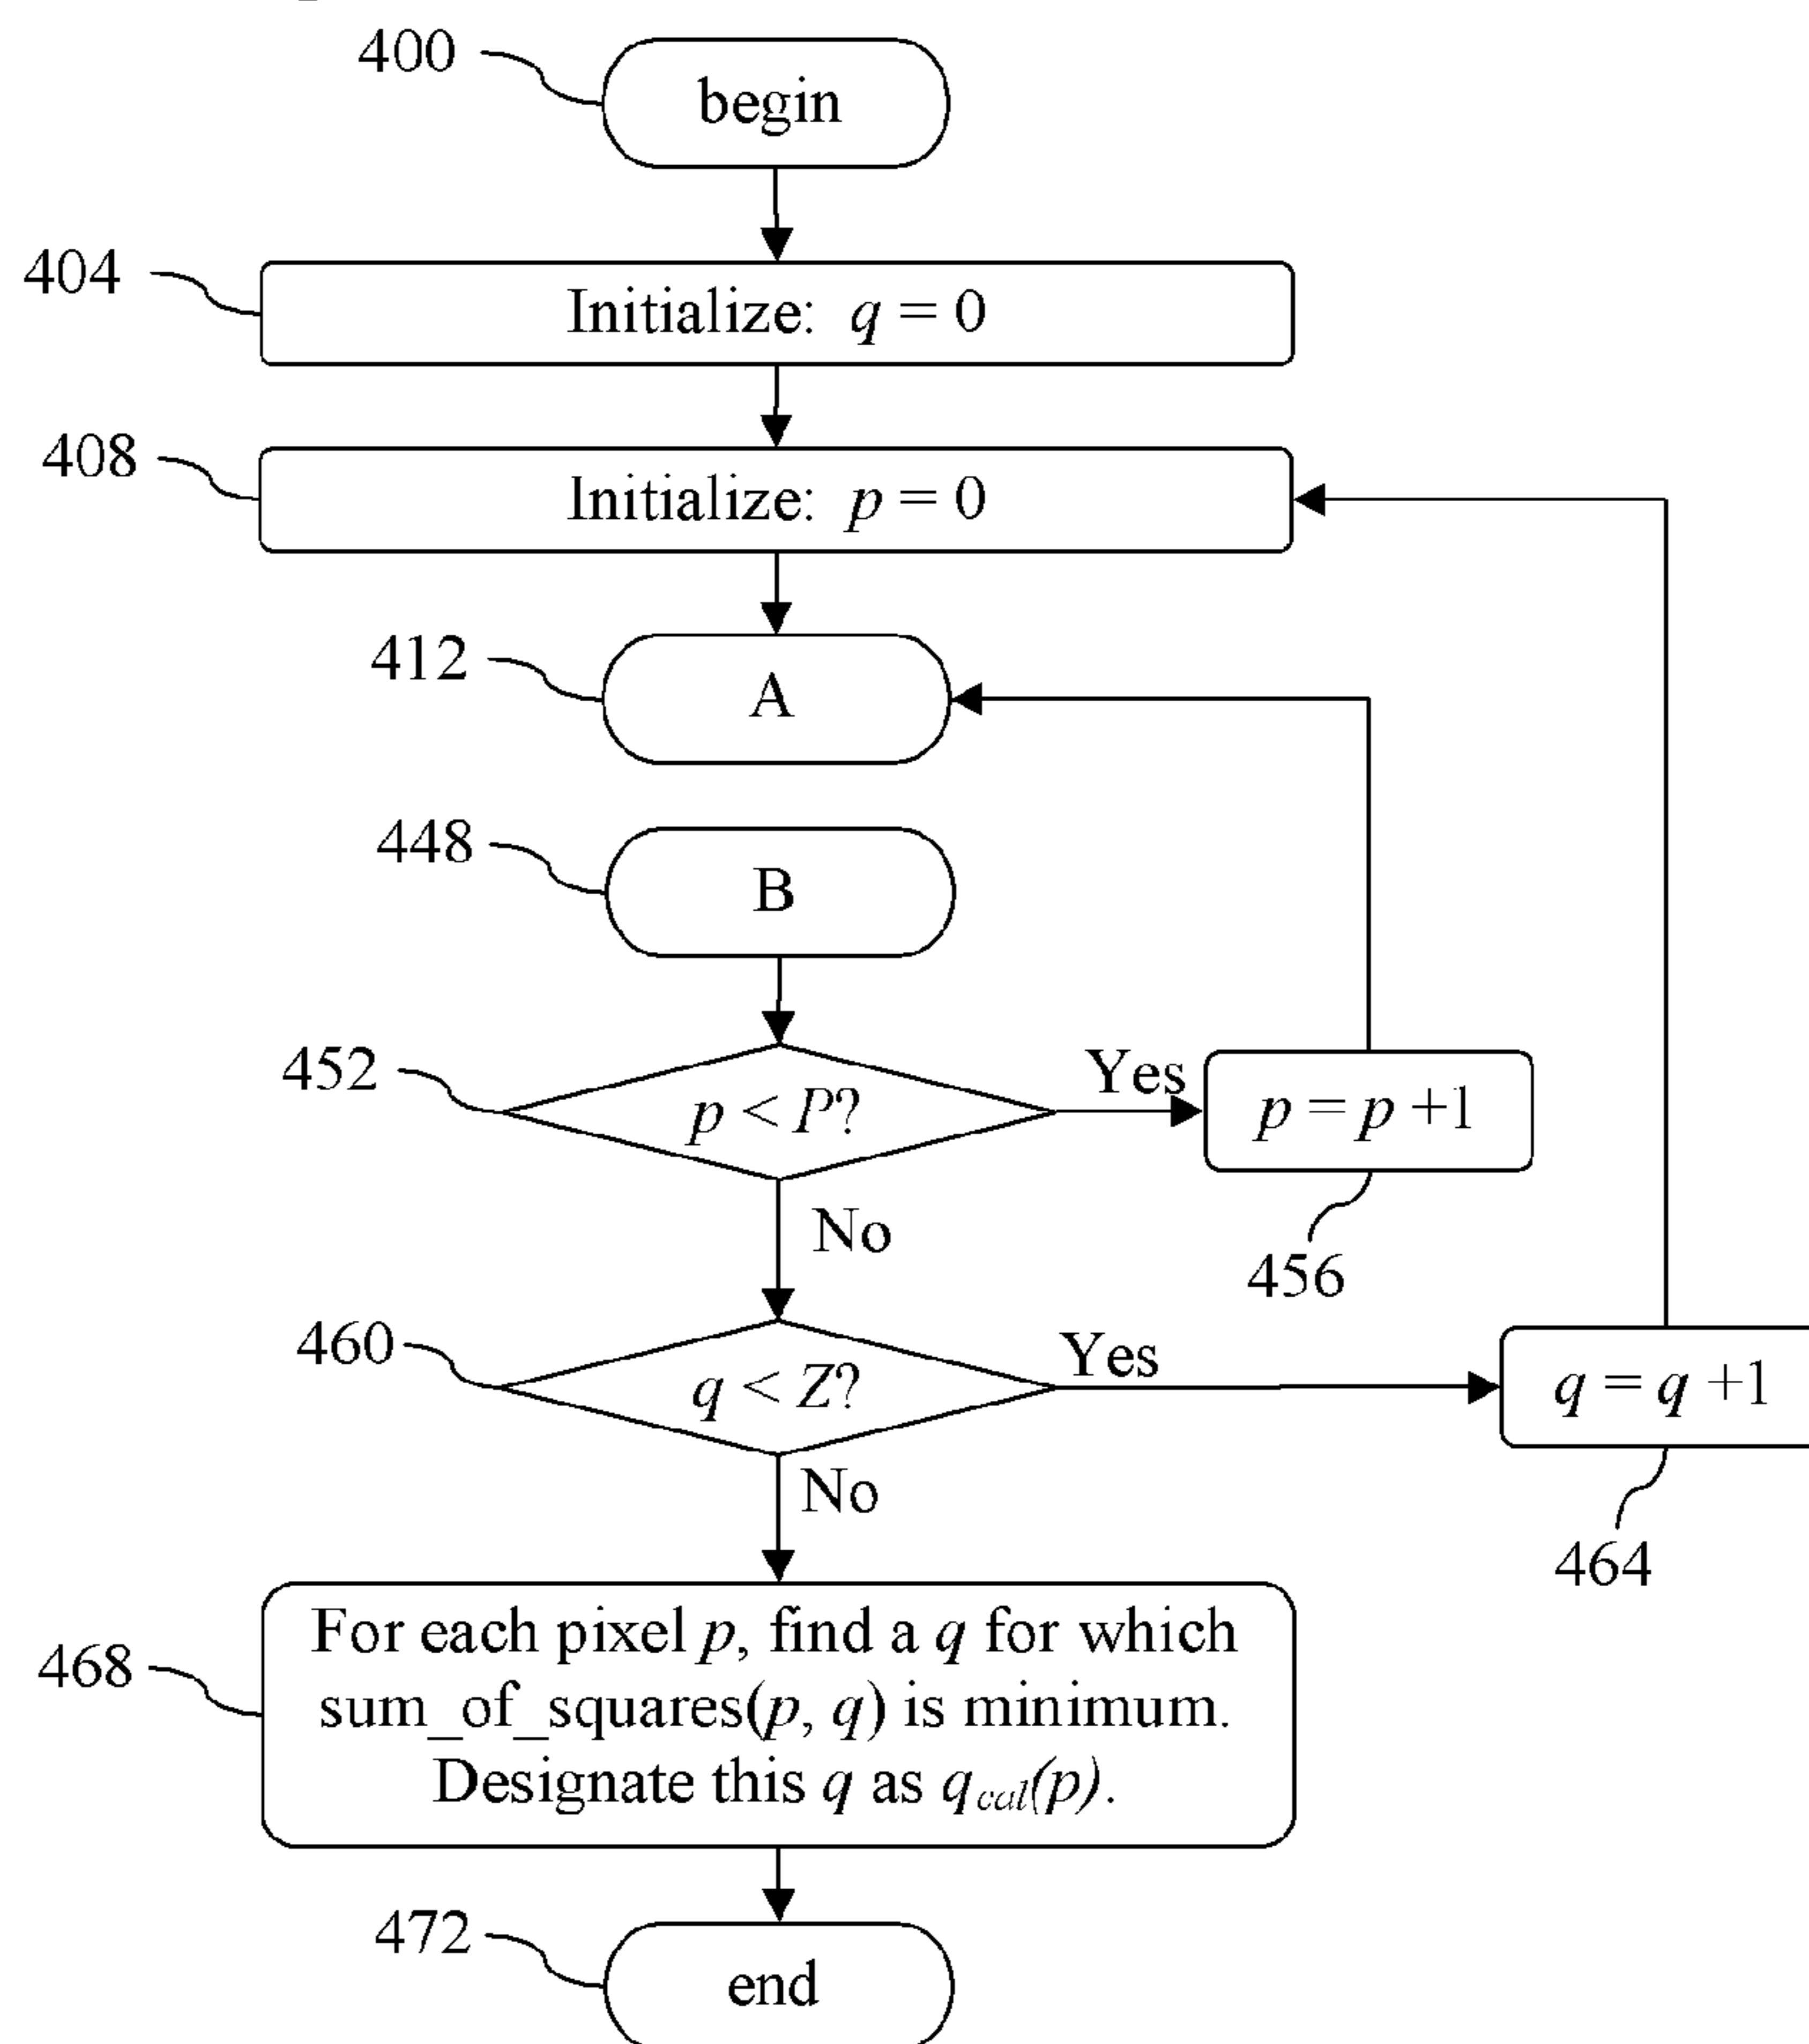 400
begin
404
Initialize: q = 0
408
Initialize: p = 0
412
A
448
B
452
p < P?
Yes
p = p +1
456
No
460
q < Z?
Yes
q = q +1
464
No
468
For each pixel p, find a q for which
sum_of_squares(p, q) is minimum.
Designate this q as qcal(p).
472
end